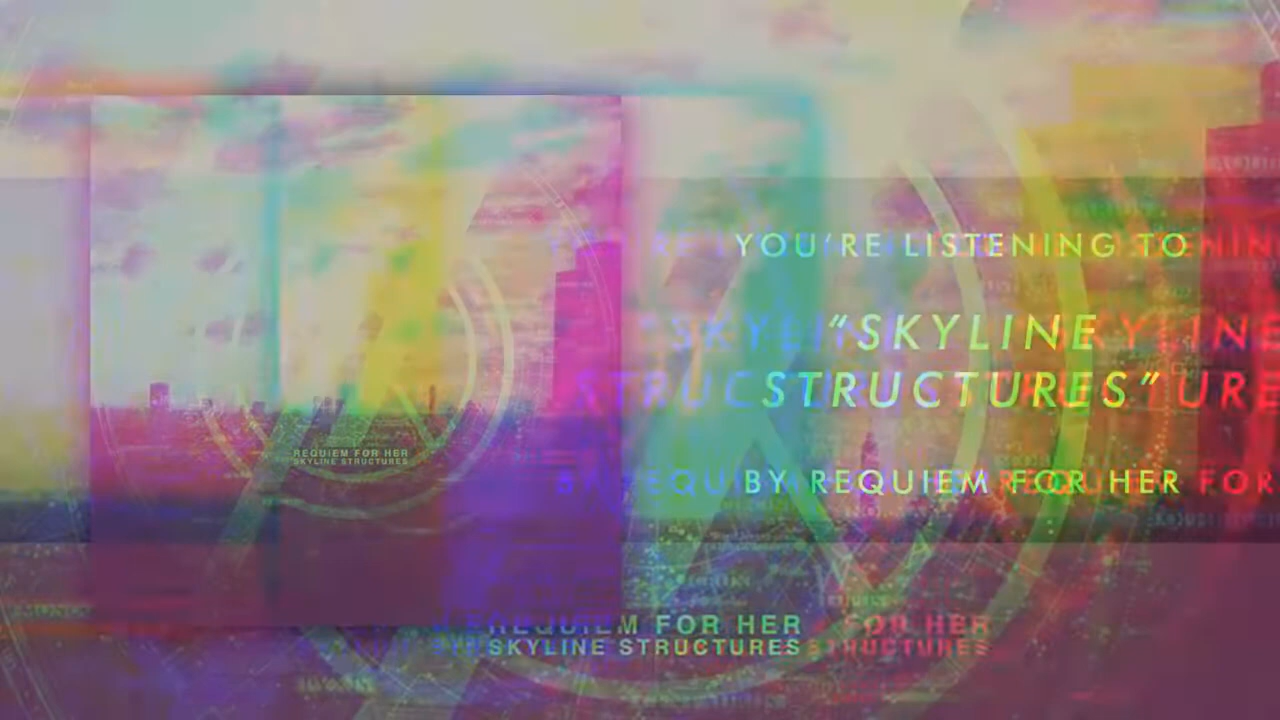 YOU'RE LISTENING TO
"SKYLINE
STRUCTURES"
BY REQUIEM FOR HER
REQUIEM FOR HER
SKYLINE STRUCTURES
REQUIEM FOR HER
SKYLINE STRUCTURES